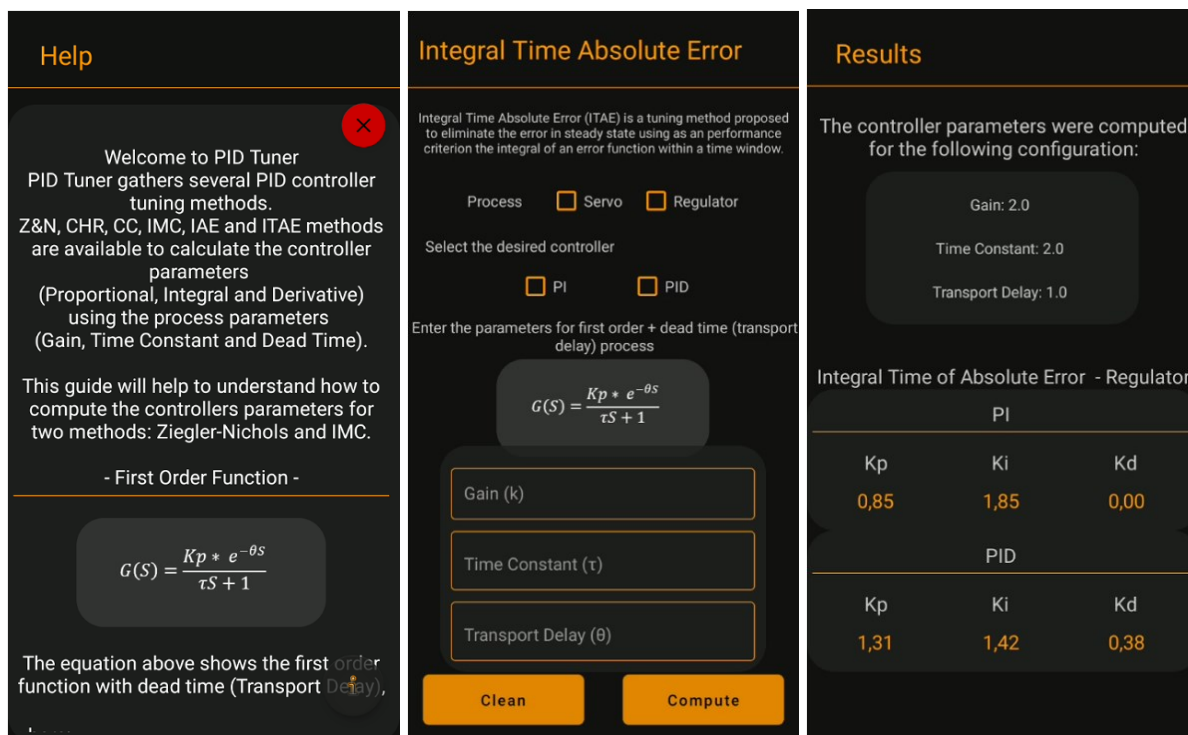 Help
Welcome to PID Tuner
PID Tuner gathers several PID controller
tuning methods.
Z&N, CHR, CC, IMC, IAE and ITAE methods
are available to calculate the controller
parameters
(Proportional, Integral and Derivative)
using the process parameters
(Gain, Time Constant and Dead Time).
This guide will help to understand how to
compute the controllers parameters for
two methods: Ziegler-Nichols and IMC.
- First Order Function -
G(S) = Kp * e^{-θS} / τS + 1
The equation above shows the first order
function with dead time (Transport Delay),
Integral Time Absolute Error
Integral Time Absolute Error (ITAE) is a tuning method proposed
to eliminate the error in steady state using as an performance
criterion the integral of an error function within a time window.
Process Servo Regulator
Select the desired controller
PI PID
Enter the parameters for first order + dead time (transport
delay) process
G(S) = Kp * e^{-θS} / τS + 1
Gain (k)
Time Constant (τ)
Transport Delay (θ)
Clean Compute
Results
The controller parameters were computed
for the following configuration:
Gain: 2.0
Time Constant: 2.0
Transport Delay: 1.0
Integral Time of Absolute Error - Regulator
PI
Kp Ki Kd
0,85 1,85 0,00
PID
Kp Ki Kd
1,31 1,42 0,38